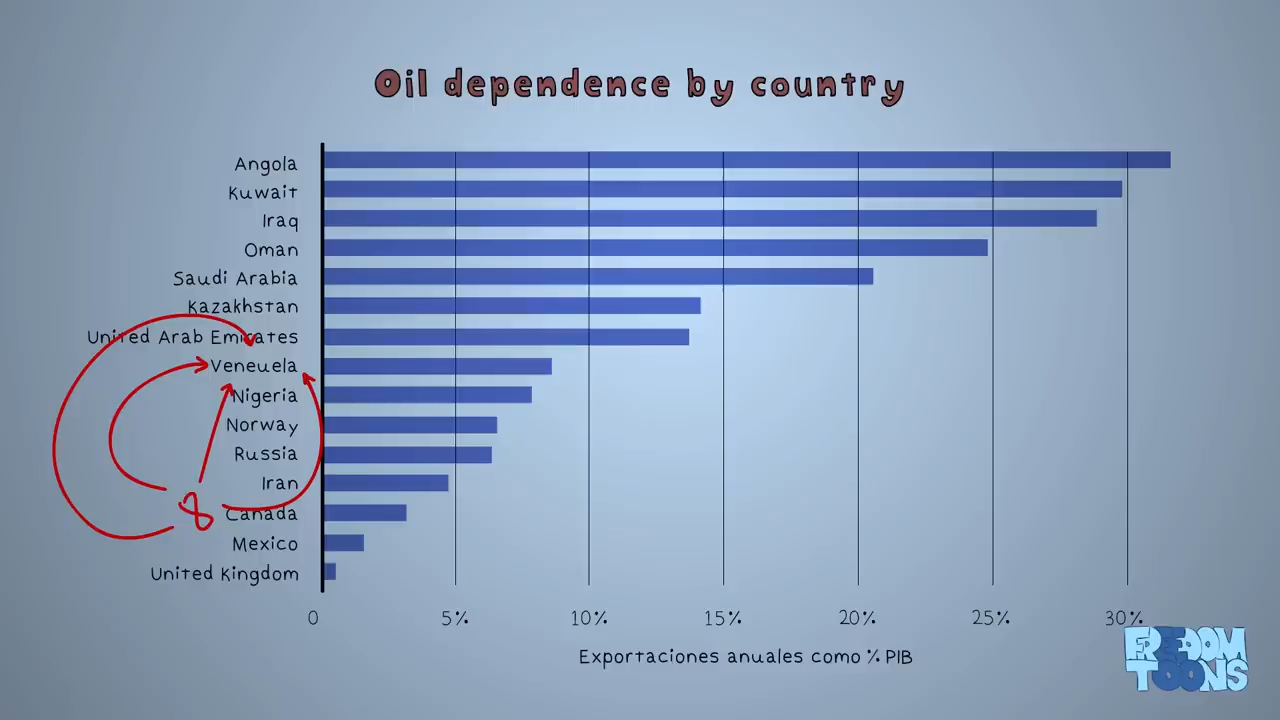 Oil dependence by country
Angola
Kuwait
Iraq
Oman
Saudi Arabia
Kazakhstan
United Arab Emirates
Veneuela
Nigeria
Norway
Russia
Iran
8
Canada
Mexico
United Kingdom
0 5% 10% 15% 20% 25% 30%
Exportaciones anuales como % PIB
FREEDOM
TOONS